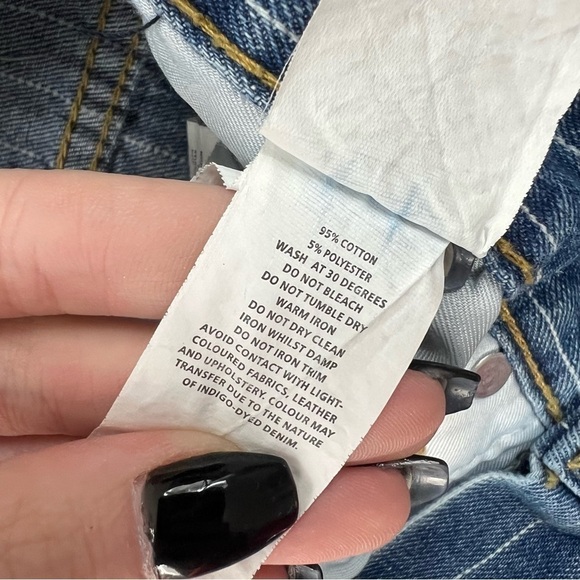 95% COTTON
5% POLYESTER
WASH AT 30 DEGREES
DO NOT BLEACH
DO NOT TUMBLE DRY
WARM IRON
DO NOT DRY CLEAN
IRON WHILST DAMP
DO NOT IRON TRIM
AVOID CONTACT WITH LIGHT-
COLOURED FABRICS, LEATHER
AND UPHOLSTERY. COLOUR MAY
TRANSFER DUE TO THE NATURE
OF INDIGO-DYED DENIM.